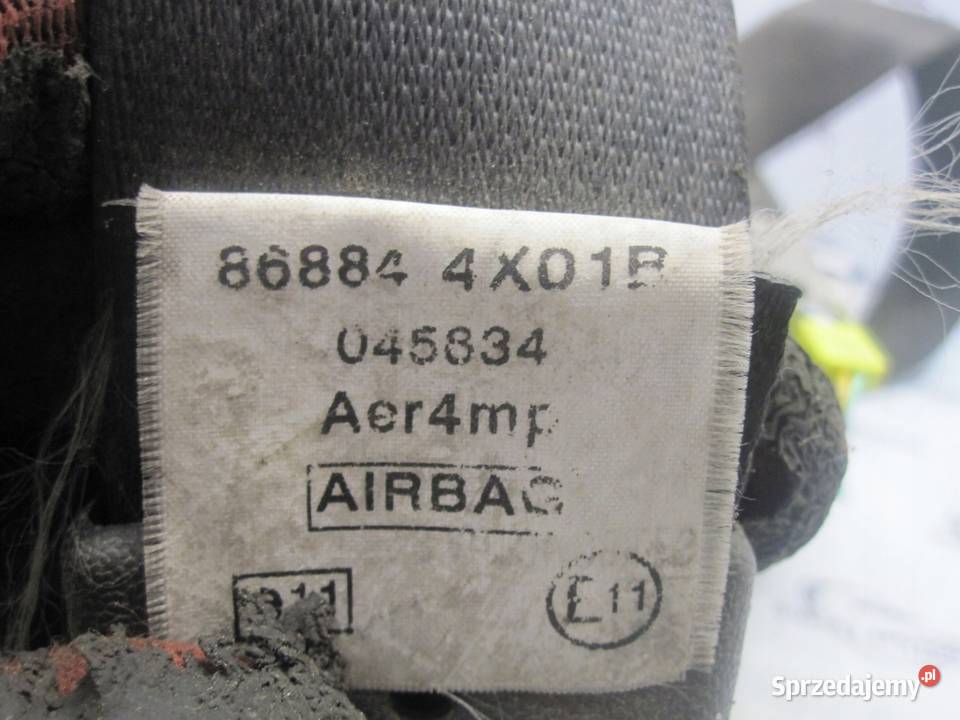 86884 4X01B
045834
Aer4mp
AIRBAG
E11
Sprzedajemy.pl